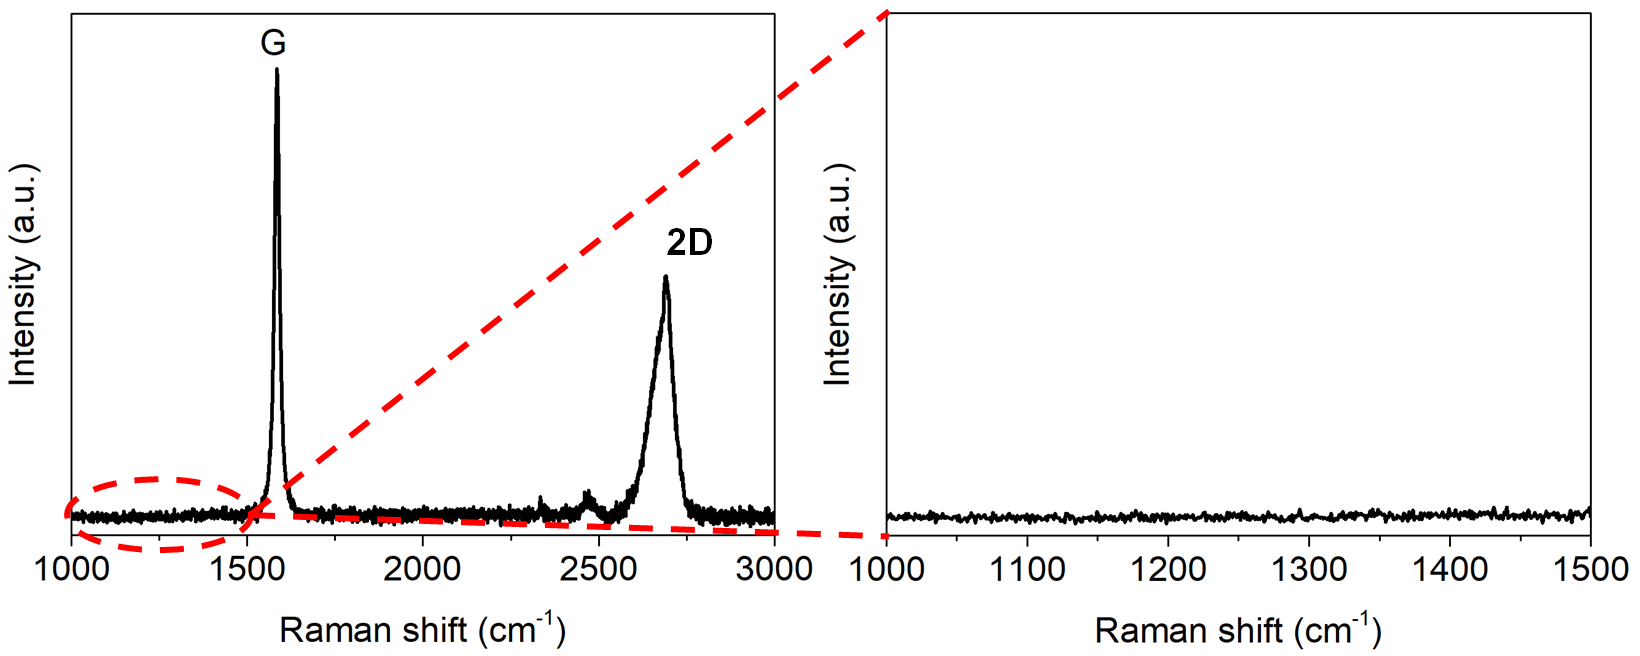 G
2D
Intensity (a.u.)
1000 1500 2000 2500 3000
Raman shift (cm⁻¹)
Intensity (a.u.)
1000 1100 1200 1300 1400 1500
Raman shift (cm⁻¹)